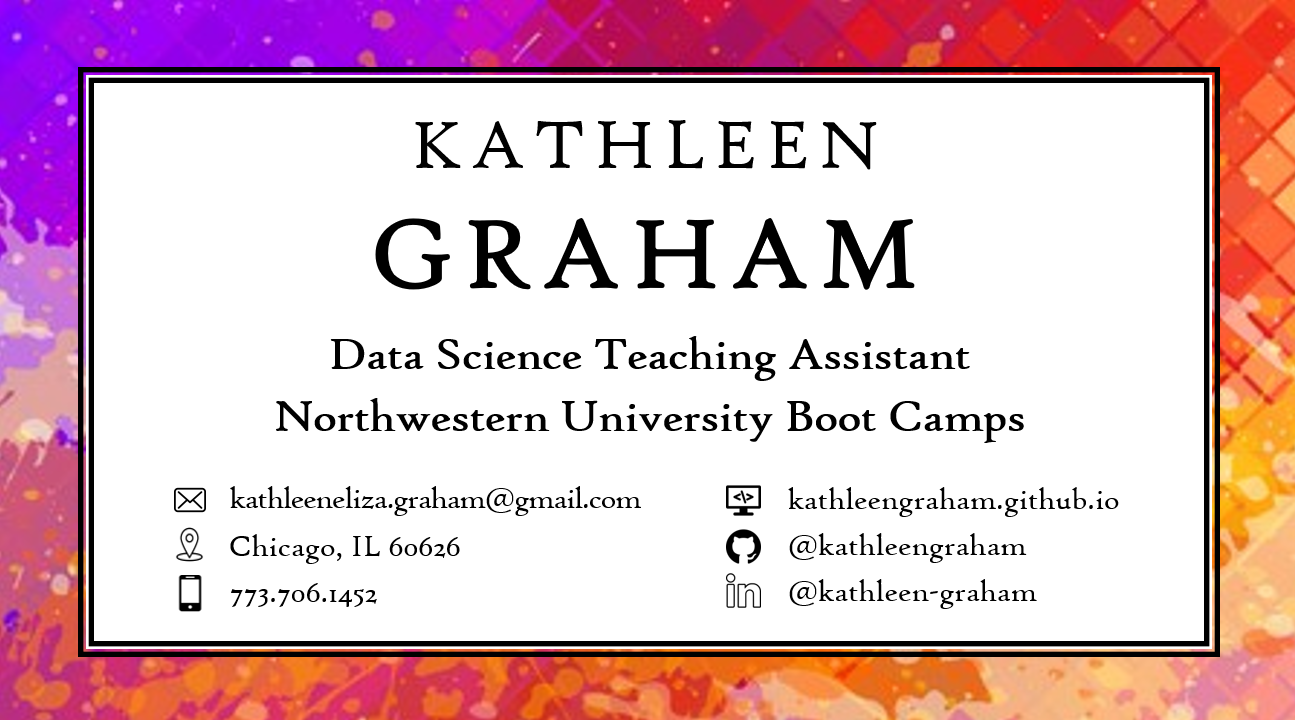 KATHLEEN
GRAHAM
Data Science Teaching Assistant
Northwestern University Boot Camps
kathleeneliza.graham@gmail.com
Chicago, IL 60626
773.706.1452
kathleengraham.github.io
@kathleengraham
@kathleen-graham